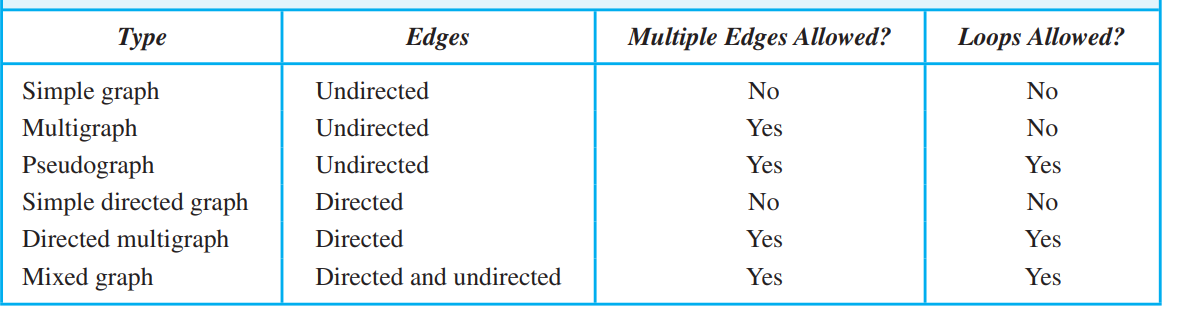 Type Edges Multiple Edges Allowed? Loops Allowed?
Simple graph Undirected No No
Multigraph Undirected Yes No
Pseudograph Undirected Yes Yes
Simple directed graph Directed No No
Directed multigraph Directed Yes Yes
Mixed graph Directed and undirected Yes Yes